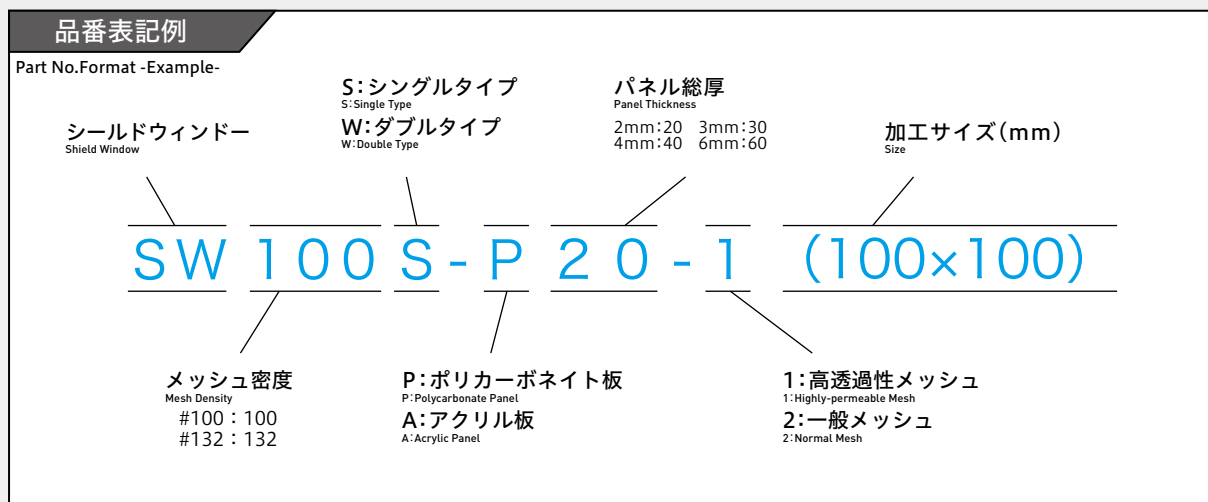 品番表記例
Part No.Format -Example-
シールドウィンドー
Shield Window
S:シングルタイプ
S:Single Type
W:ダブルタイプ
W:Double Type
パネル総厚
Panel Thickness
2mm:20 3mm:30
4mm:40 6mm:60
加工サイズ(mm)
Size
SW100S-P20-1 (100×100)
メッシュ密度
Mesh Density
#100:100
#132:132
P:ポリカーボネイト板
P:Polycarbonate Panel
A:アクリル板
A:Acrylic Panel
1:高透過性メッシュ
1:Highly-permeable Mesh
2:一般メッシュ
2:Normal Mesh